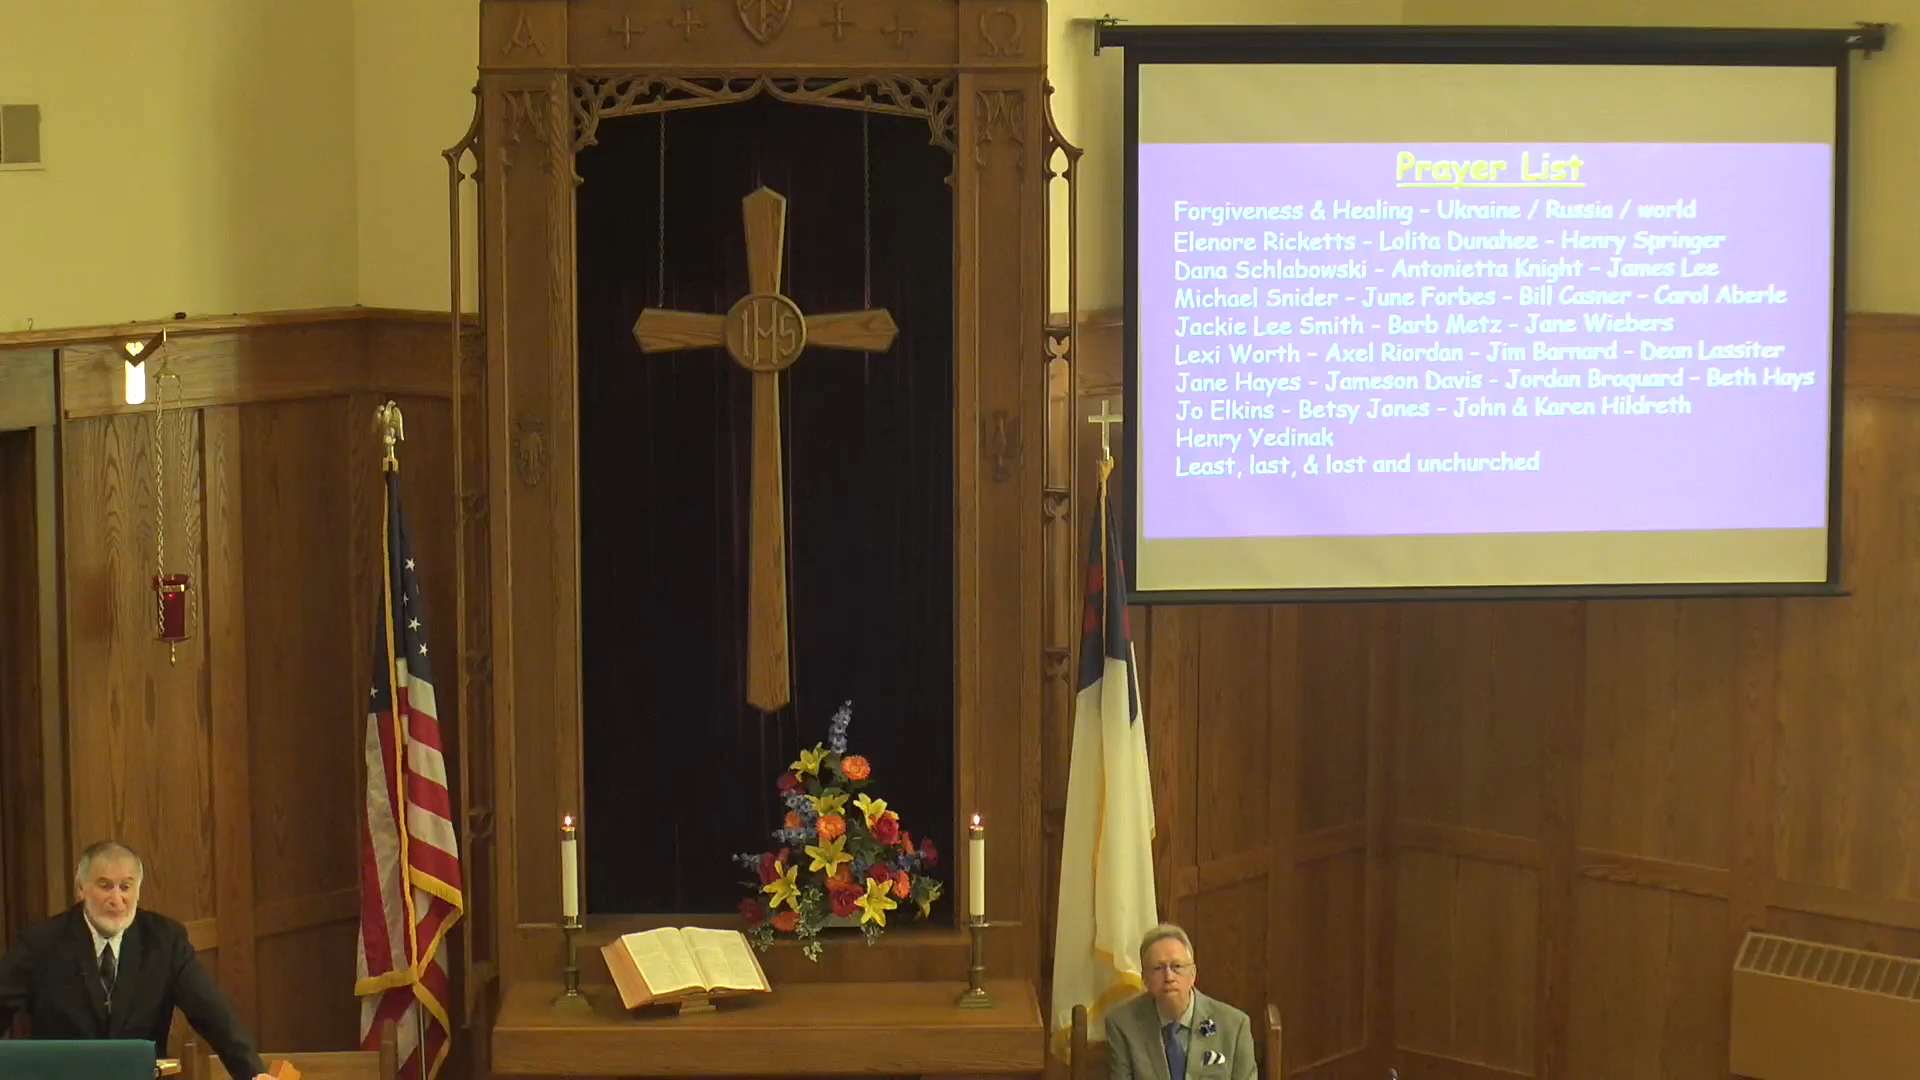 Α Ω
IHS
Prayer List
Forgiveness & Healing - Ukraine / Russia / world
Elenore Ricketts - Lolita Dunahee - Henry Springer
Dana Schlabowski - Antonietta Knight - James Lee
Michael Snider - June Forbes - Bill Casner - Carol Aberle
Jackie Lee Smith - Barb Metz - Jane Wiebers
Lexi Worth - Axel Riordan - Jim Barnard - Dean Lassiter
Jane Hayes - Jameson Davis - Jordan Broquard - Beth Hays
Jo Elkins - Betsy Jones - John & Karen Hildreth
Henry Yedinak
Least, last, & lost and unchurched